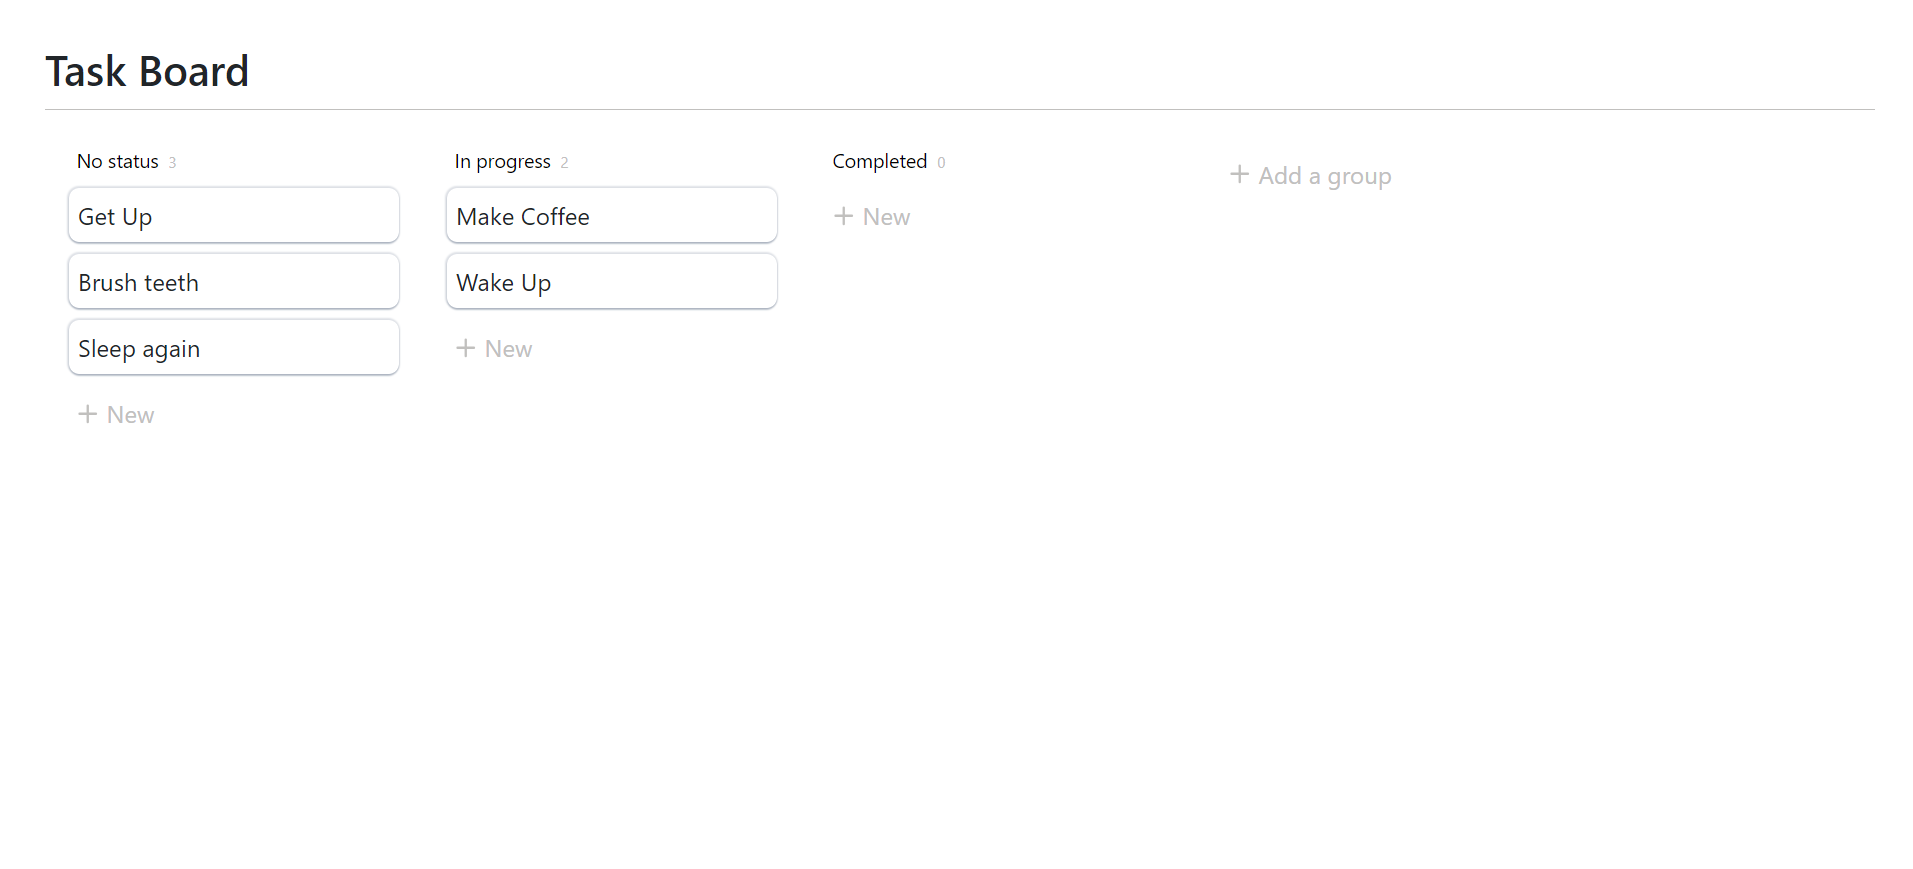 Task Board
No status 3
Get Up
Brush teeth
Sleep again
+ New
In progress 2
Make Coffee
Wake Up
+ New
Completed 0
+ New
+ Add a group